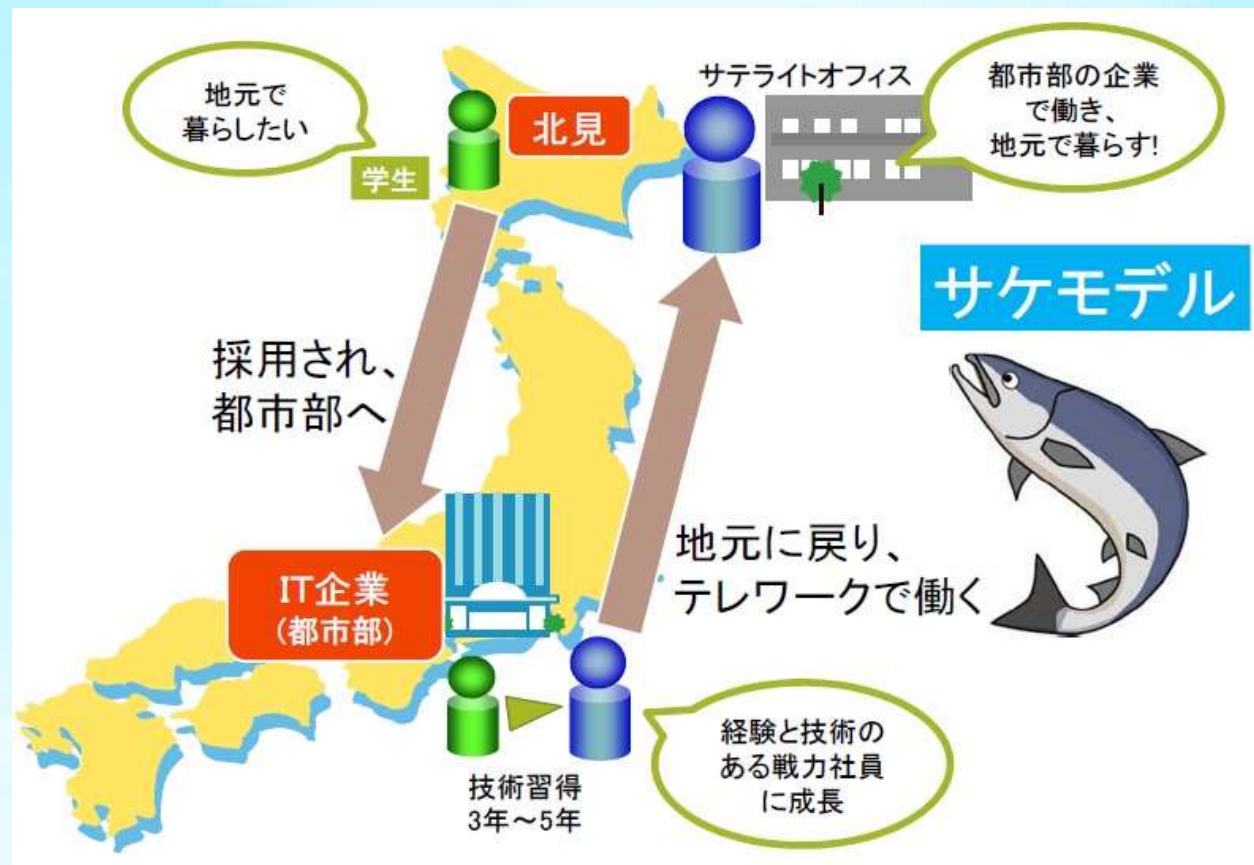 地元で
暮らしたい
学生
北見
サテライトオフィス
都市部の企業
で働き、
地元で暮らす!
サケモデル
採用され、
都市部へ
地元に戻り、
テレワークで働く
IT企業
(都市部)
技術習得
3年～5年
経験と技術の
ある戦力社員
に成長